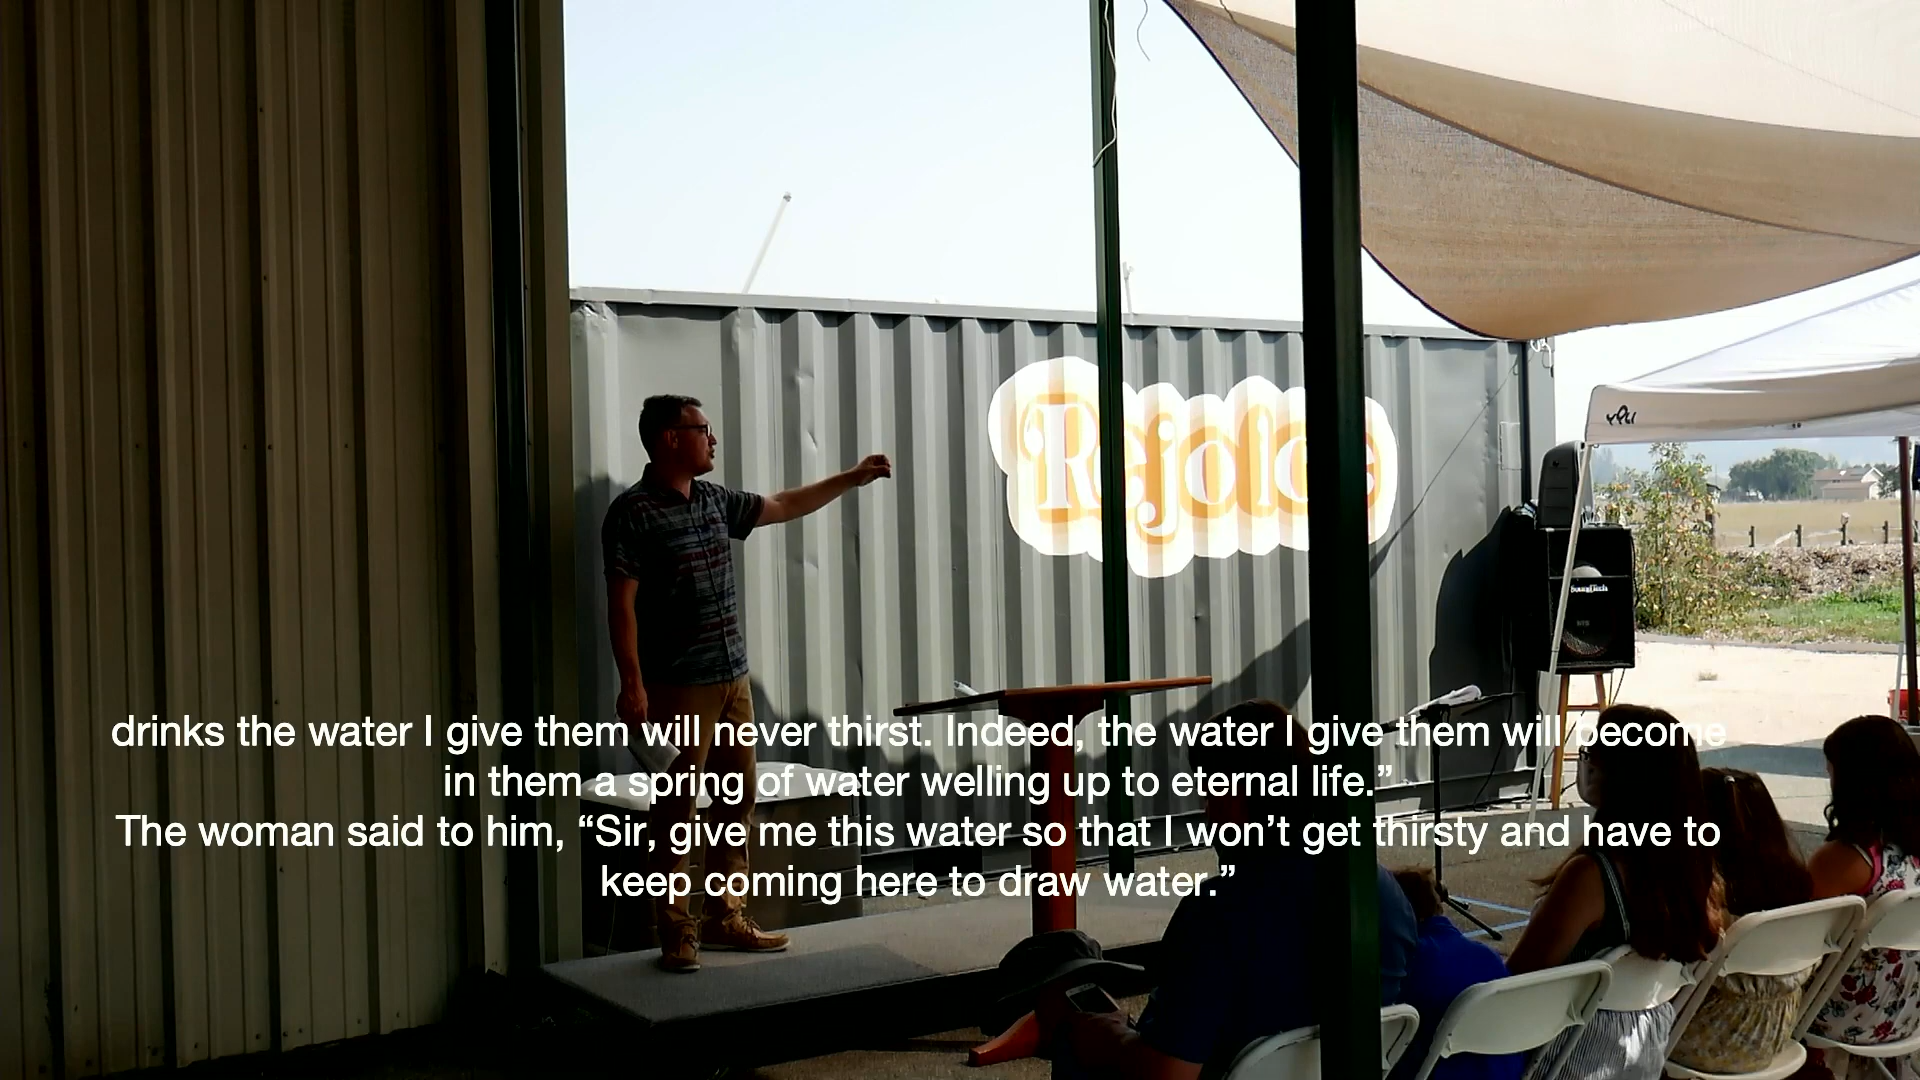 Rejoice
SoundTech
drinks the water I give them will never thirst. Indeed, the water I give them will become
in them a spring of water welling up to eternal life.”
The woman said to him, “Sir, give me this water so that I won’t get thirsty and have to
keep coming here to draw water.”